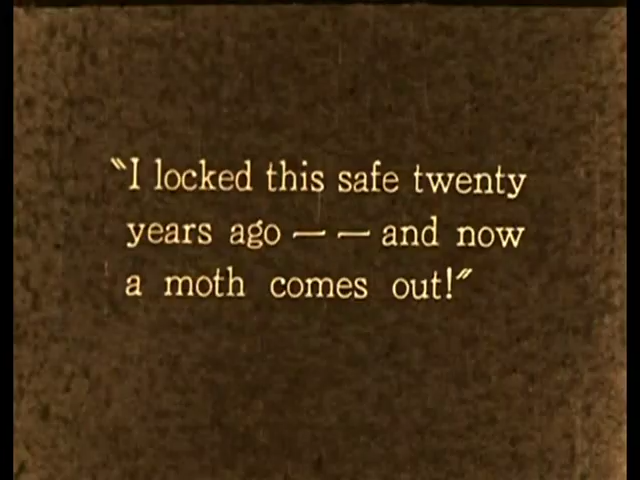 "I locked this safe twenty
years ago — — and now
a moth comes out!"